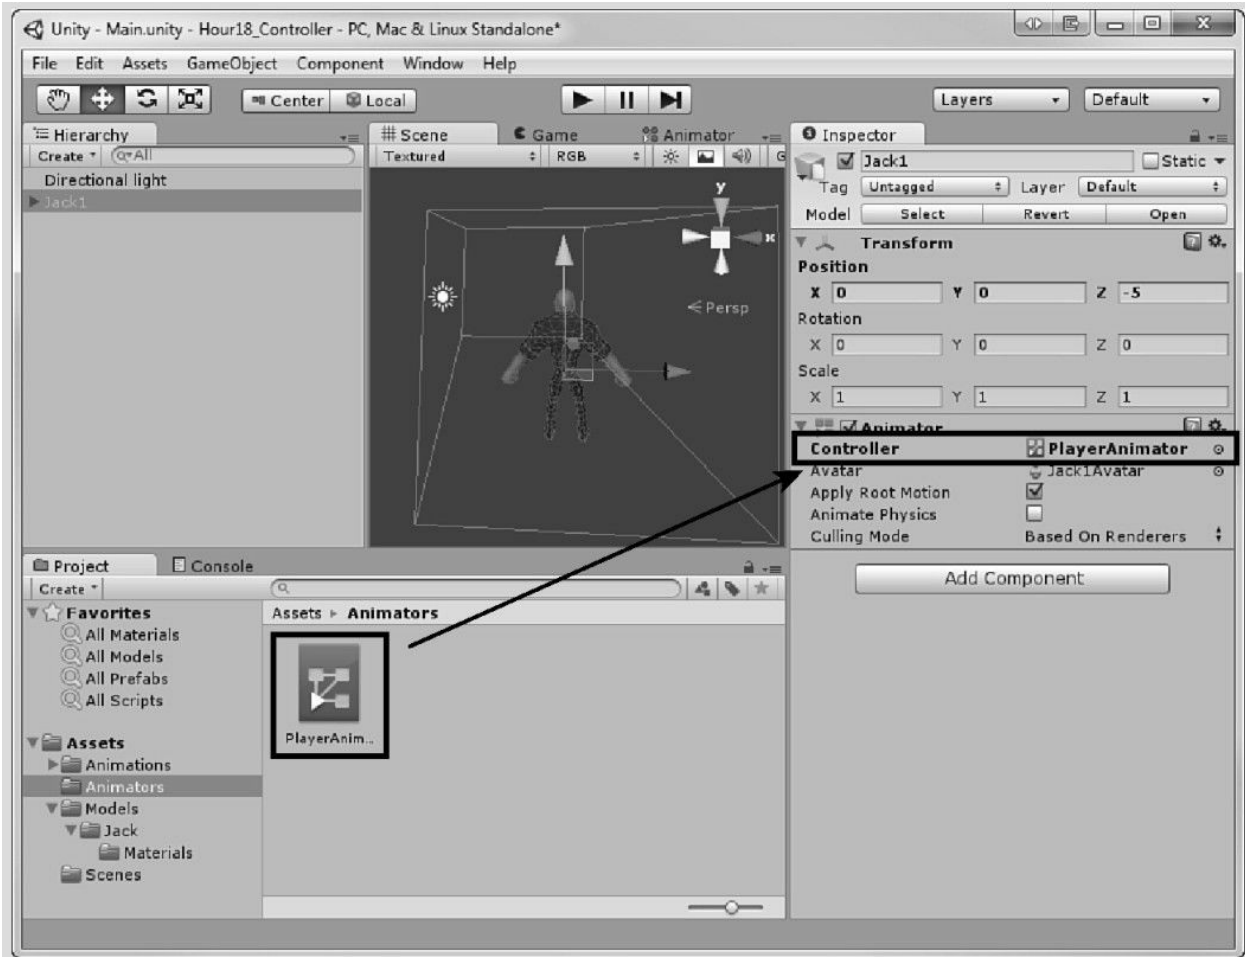 Unity - Main.unity - Hour18_Controller - PC, Mac & Linux Standalone*
File Edit Assets GameObject Component Window Help
Center Local
Layers Default
Hierarchy
Create All
Directional light
Jack1
Scene Game Animator
Textured RGB G
y
x
Persp
Inspector
Jack1 Static
Tag Untagged Layer Default
Model Select Revert Open
Transform
Position
X 0 Y 0 Z -5
Rotation
X 0 Y 0 Z 0
Scale
X 1 Y 1 Z 1
Animator
Controller PlayerAnimator
Avatar Jack1Avatar
Apply Root Motion
Animate Physics
Culling Mode Based On Renderers
Add Component
Project Console
Create
Favorites
All Materials
All Models
All Prefabs
All Scripts
Assets
Animations
Animators
Models
Jack
Materials
Scenes
Assets Animators
PlayerAnim...